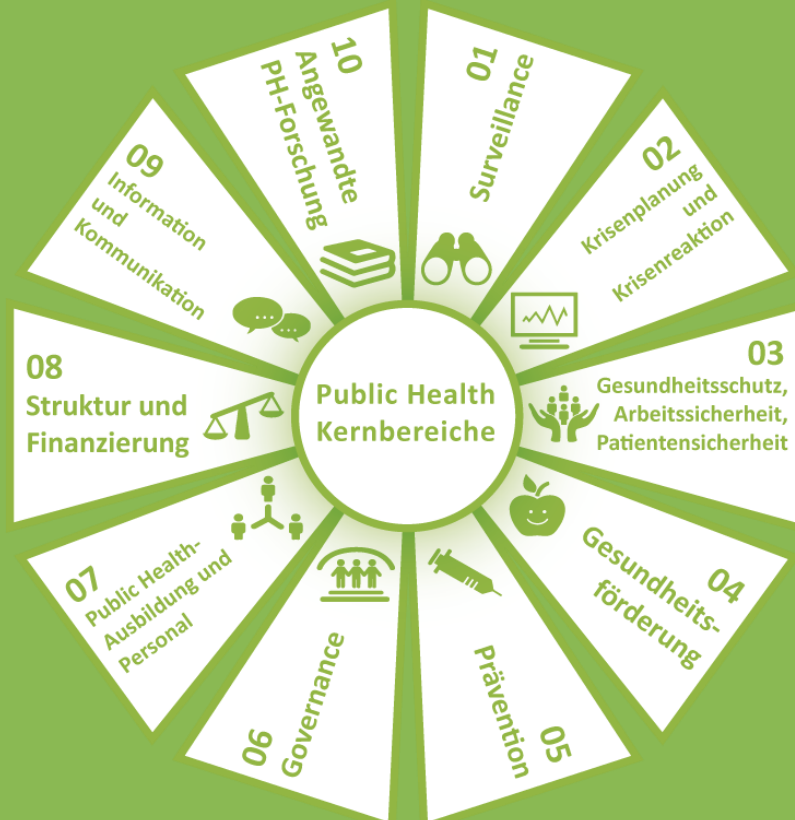 Public Health
Kernbereiche
01
Surveillance
02
Krisenplanung
und
Krisenreaktion
03
Gesundheitsschutz,
Arbeitssicherheit,
Patientensicherheit
04
Gesundheits-
förderung
05
Prävention
06
Governance
07
Public Health-
Ausbildung und
Personal
08
Struktur und
Finanzierung
09
Information
und
Kommunikation
10
Angewandte
PH-Forschung